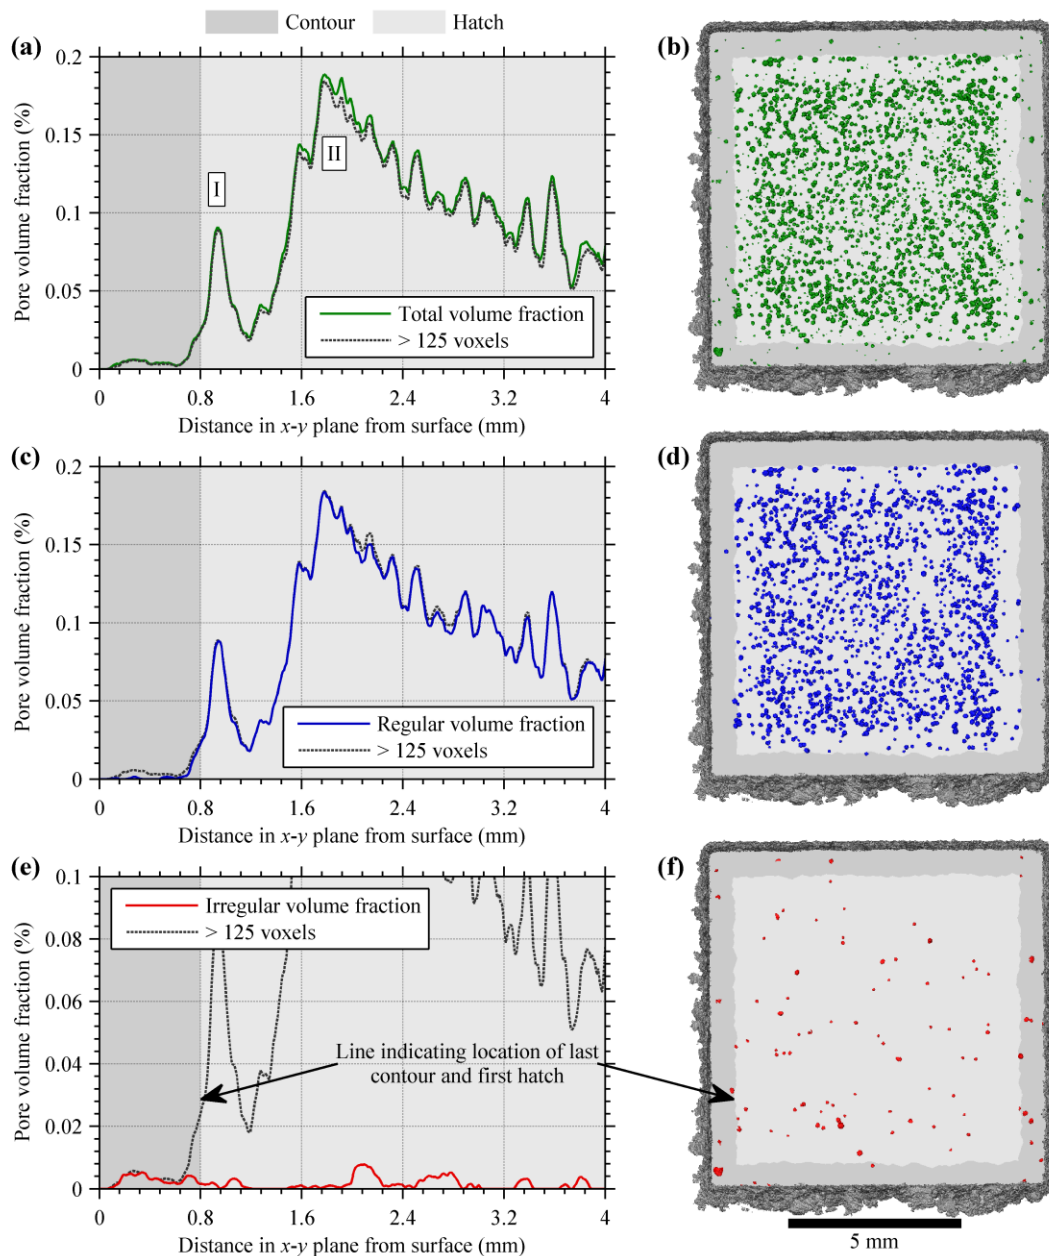 Contour Hatch
(a)
(b)
0.2
0.15
0.1
0.05
0
Pore volume fraction (%)
I
II
Total volume fraction
> 125 voxels
0 0.8 1.6 2.4 3.2 4
Distance in x-y plane from surface (mm)
(c)
(d)
0.2
0.15
0.1
0.05
0
Pore volume fraction (%)
Regular volume fraction
> 125 voxels
0 0.8 1.6 2.4 3.2 4
Distance in x-y plane from surface (mm)
(e)
(f)
0.1
0.08
0.06
0.04
0.02
0
Pore volume fraction (%)
Irregular volume fraction
> 125 voxels
Line indicating location of last
contour and first hatch
0 0.8 1.6 2.4 3.2 4
Distance in x-y plane from surface (mm)
5 mm